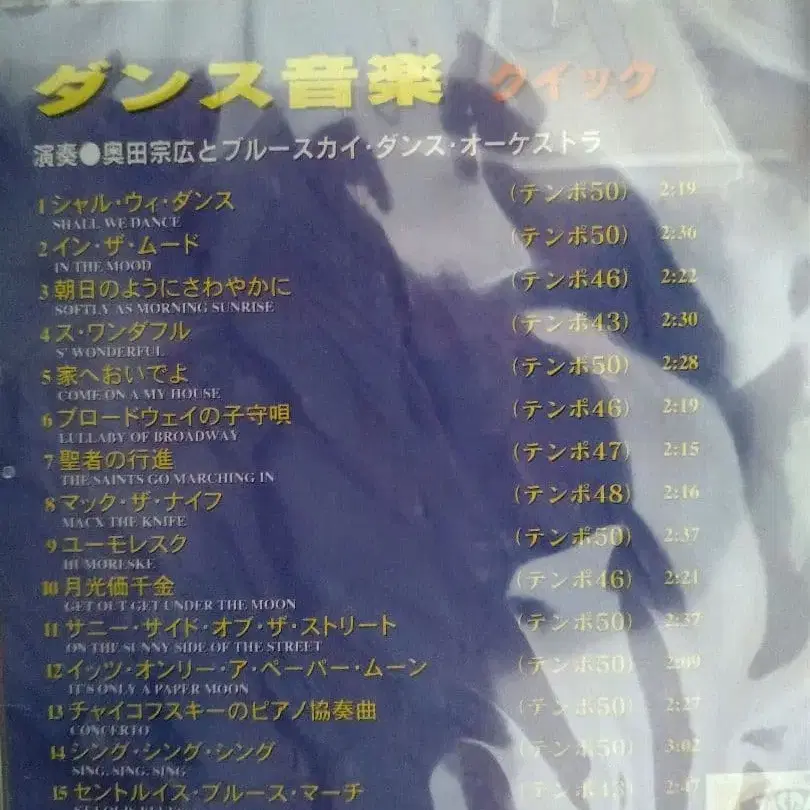 ダンス音楽 クイック
演奏●奥田宗広とブルースカイ・ダンス・オーケストラ
1 シャル・ウィ・ダンス (テンポ50) 2:19
SHALL WE DANCE
2 イン・ザ・ムード (テンポ50) 2:36
IN THE MOOD
3 朝日のようにさわやかに (テンポ46) 2:22
SOFTLY AS MORNING SUNRISE
4 ス・ワンダフル (テンポ43) 2:30
S' WONDERFUL
5 家へおいでよ (テンポ50) 2:28
COME ON A MY HOUSE
6 ブロードウェイの子守唄 (テンポ46) 2:19
LULLABY OF BROADWAY
7 聖者の行進 (テンポ47) 2:15
THE SAINTS GO MARCHING IN
8 マック・ザ・ナイフ (テンポ48) 2:16
MACX THE KNIFE
9 ユーモレスク (テンポ50) 2:37
HUMORESKE
10 月光価千金 (テンポ46) 2:21
GET OUT GET UNDER THE MOON
11 サニー・サイド・オブ・ザ・ストリート (テンポ50) 2:37
ON THE SUNNY SIDE OF THE STREET
12 イッツ・オンリー・ア・ペーパー・ムーン (テンポ50) 2:09
IT'S ONLY A PAPER MOON
13 チャイコフスキーのピアノ協奏曲 (テンポ50) 2:27
CONCERTO
14 シング・シング・シング (テンポ50) 3:02
SING, SING, SING
15 セントルイス・ブルース・マーチ (テンポ43) 2:47